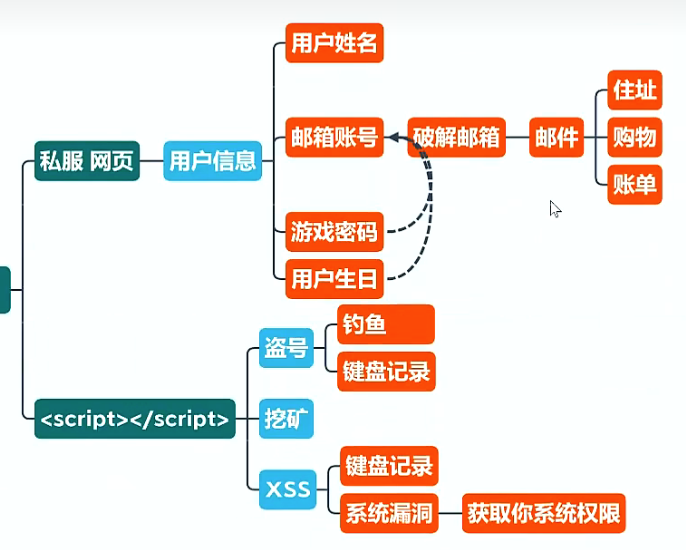 用户姓名
私服 网页
用户信息
邮箱账号
破解邮箱
邮件
住址
购物
账单
游戏密码
用户生日
<script></script>
盗号
钓鱼
键盘记录
挖矿
XSS
键盘记录
系统漏洞
获取你系统权限